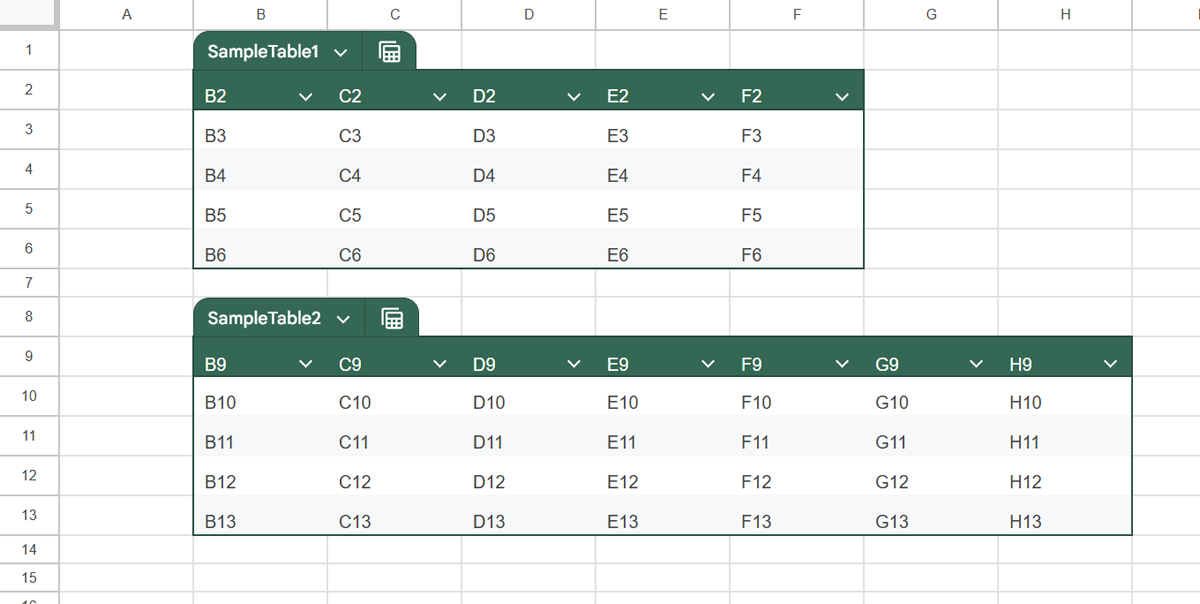 A B C D E F G H
1 SampleTable1
2 B2 C2 D2 E2 F2
3 B3 C3 D3 E3 F3
4 B4 C4 D4 E4 F4
5 B5 C5 D5 E5 F5
6 B6 C6 D6 E6 F6
7
8 SampleTable2
9 B9 C9 D9 E9 F9 G9 H9
10 B10 C10 D10 E10 F10 G10 H10
11 B11 C11 D11 E11 F11 G11 H11
12 B12 C12 D12 E12 F12 G12 H12
13 B13 C13 D13 E13 F13 G13 H13
14
15